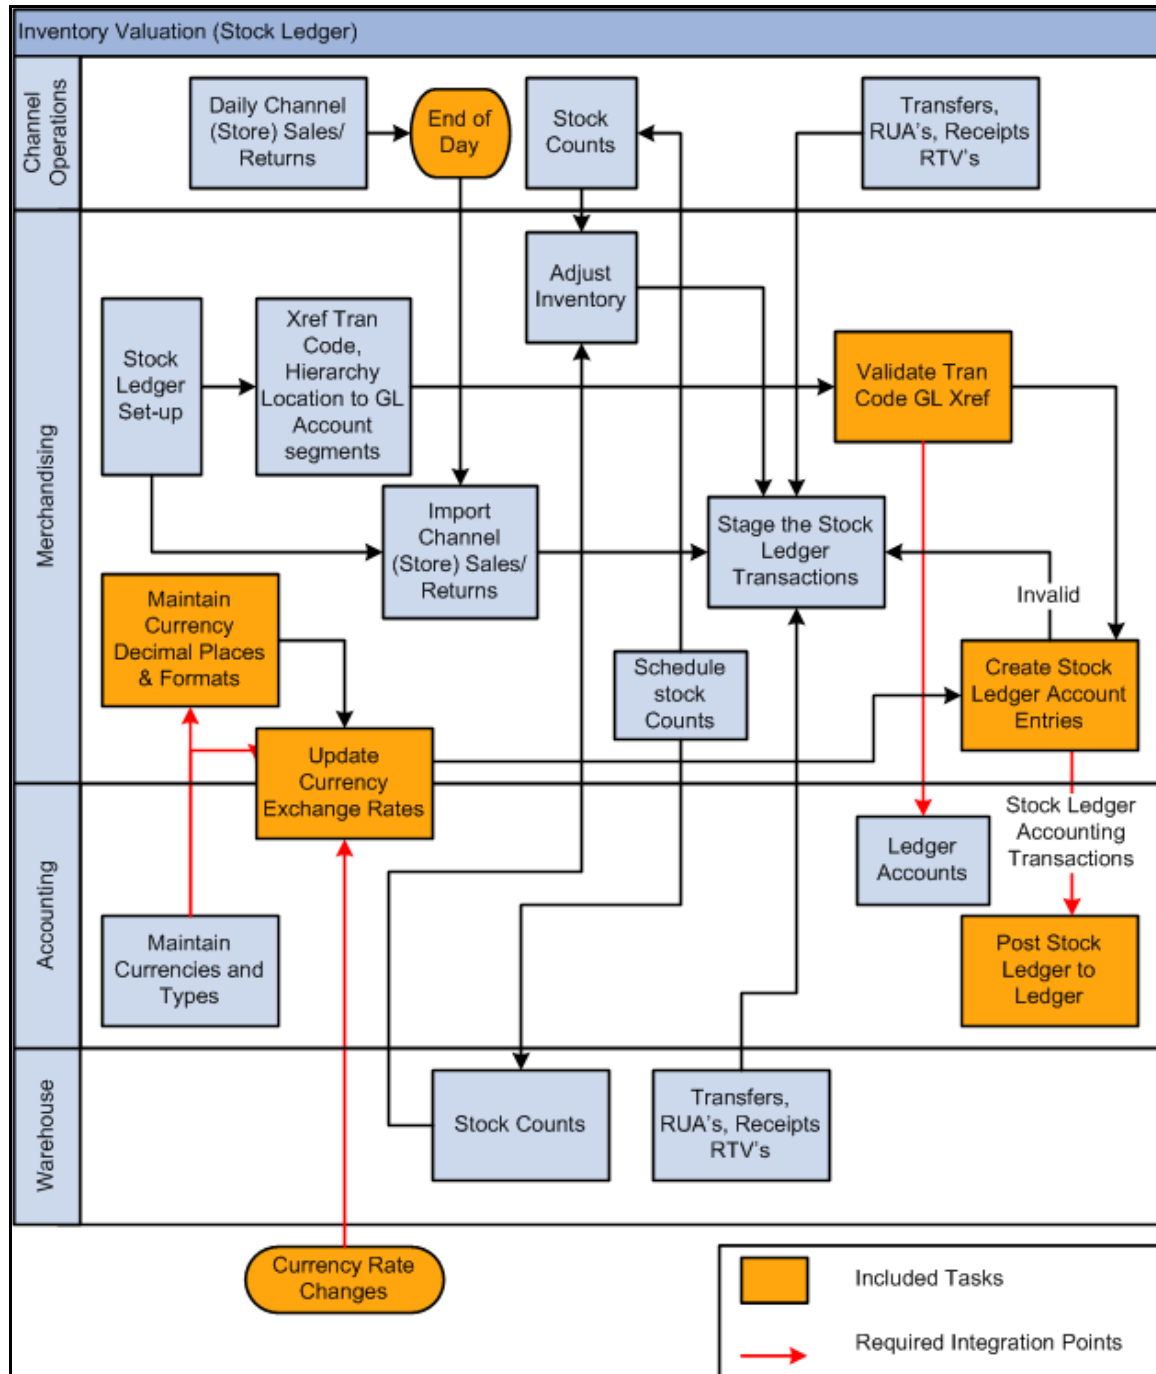 Inventory Valuation (Stock Ledger)
Channel
Operations
Daily Channel
(Store) Sales/
Returns
End of
Day
Stock
Counts
Transfers,
RUA's, Receipts
RTV's
Merchandising
Stock
Ledger
Set-up
Xref Tran
Code,
Hierarchy
Location to GL
Account
segments
Adjust
Inventory
Validate Tran
Code GL Xref
Import
Channel
(Store) Sales/
Returns
Stage the Stock
Ledger
Transactions
Invalid
Maintain
Currency
Decimal Places
& Formats
Schedule
stock
Counts
Create Stock
Ledger Account
Entries
Update
Currency
Exchange Rates
Accounting
Stock Ledger
Accounting
Transactions
Ledger
Accounts
Maintain
Currencies and
Types
Post Stock
Ledger to
Ledger
Warehouse
Stock Counts
Transfers,
RUA's, Receipts
RTV's
Currency Rate
Changes
Included Tasks
Required Integration Points